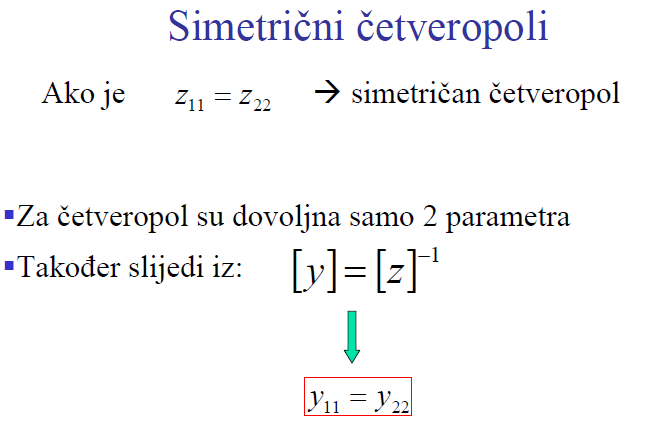 Simetrični četveropoli
Ako je z₁₁ = z₂₂ → simetričan četveropol
▪Za četveropol su dovoljna samo 2 parametra
▪Također slijedi iz: [y]=[z]⁻¹
y₁₁ = y₂₂